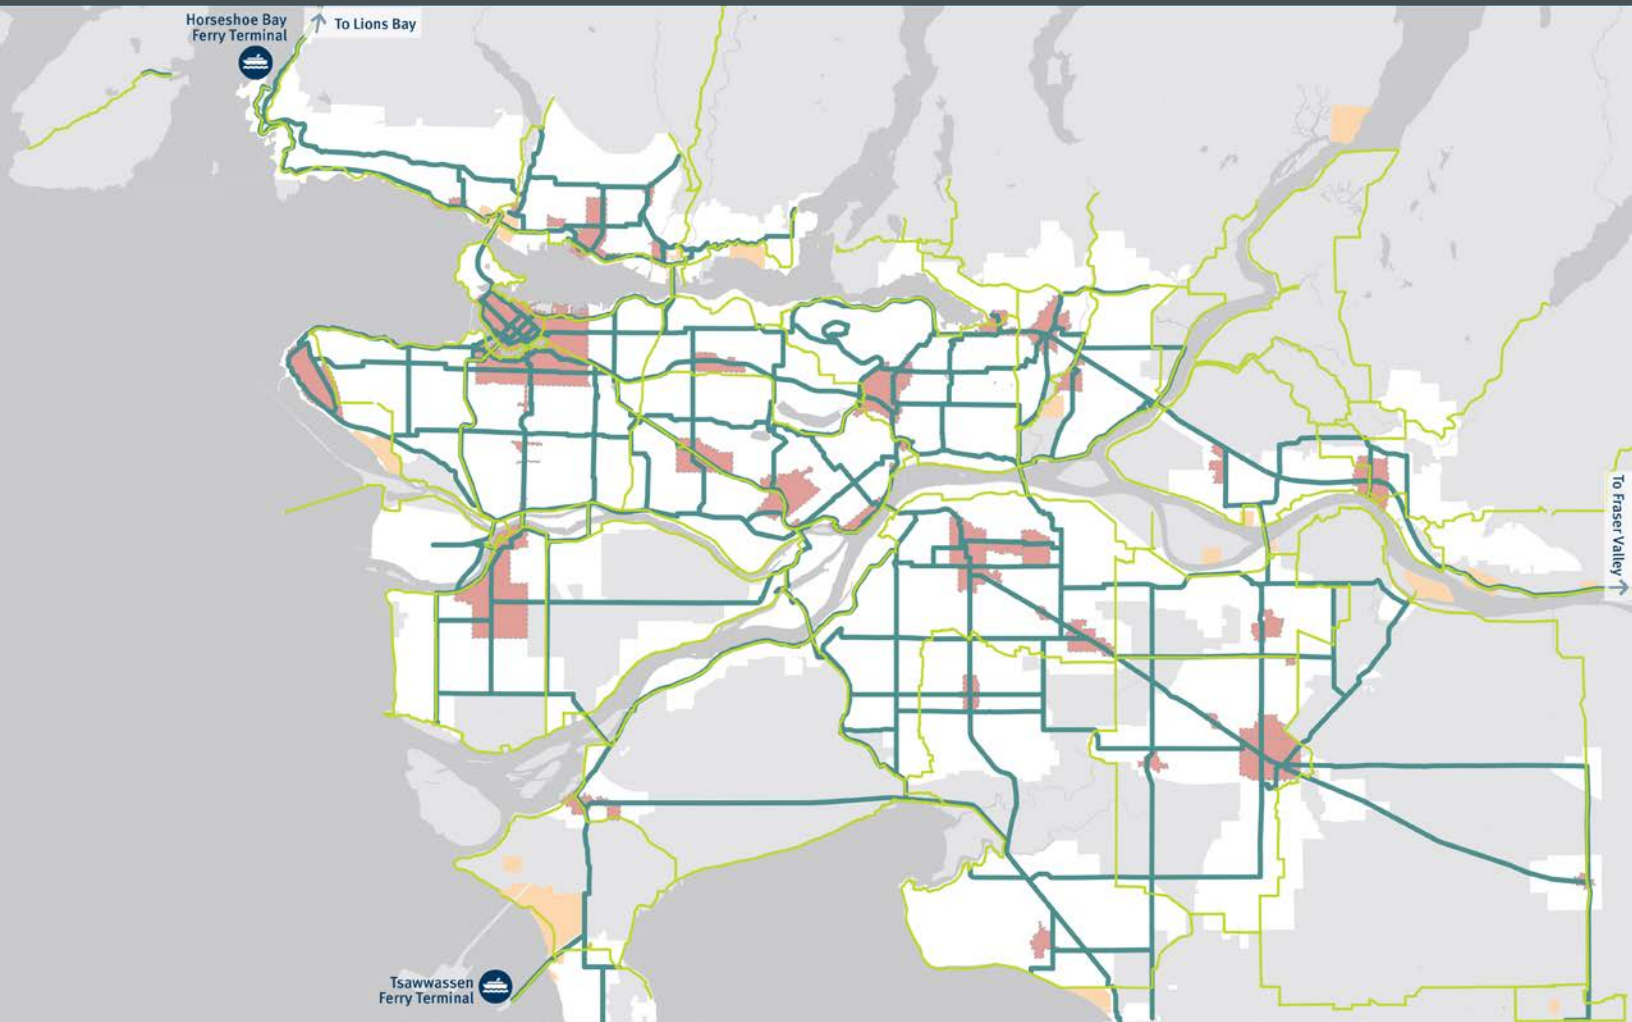 Horseshoe Bay
Ferry Terminal
To Lions Bay
To Fraser Valley
Tsawwassen
Ferry Terminal